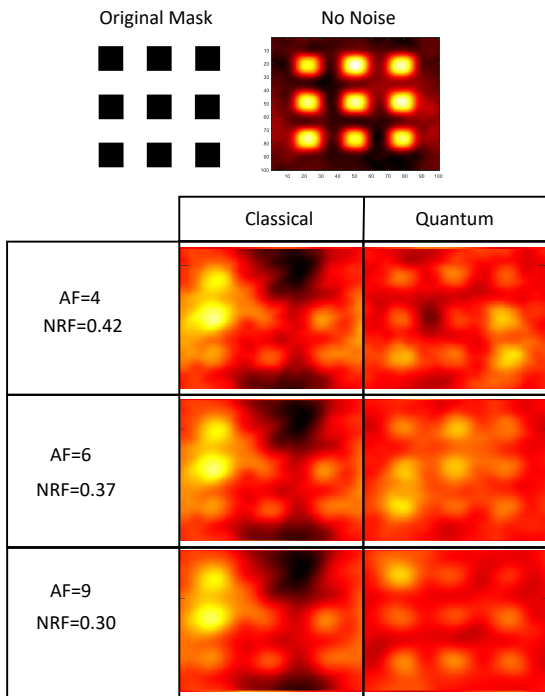 Original Mask
No Noise
10
20
30
40
50
60
70
80
90
100
10 20 30 40 50 60 70 80 90 100
Classical
Quantum
AF=4
NRF=0.42
AF=6
NRF=0.37
AF=9
NRF=0.30